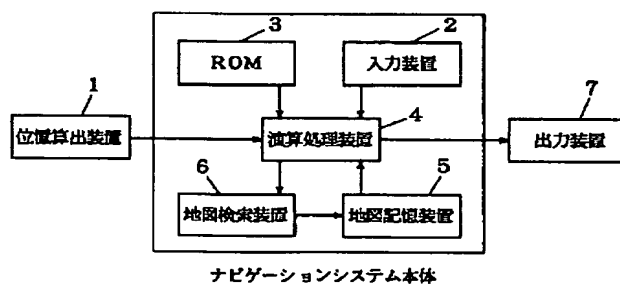 3
2
ROM
入力装置
1
4
7
位置算出装置
演算処理装置
出力装置
6
5
地図検索装置
地図記憶装置
ナビゲーションシステム本体